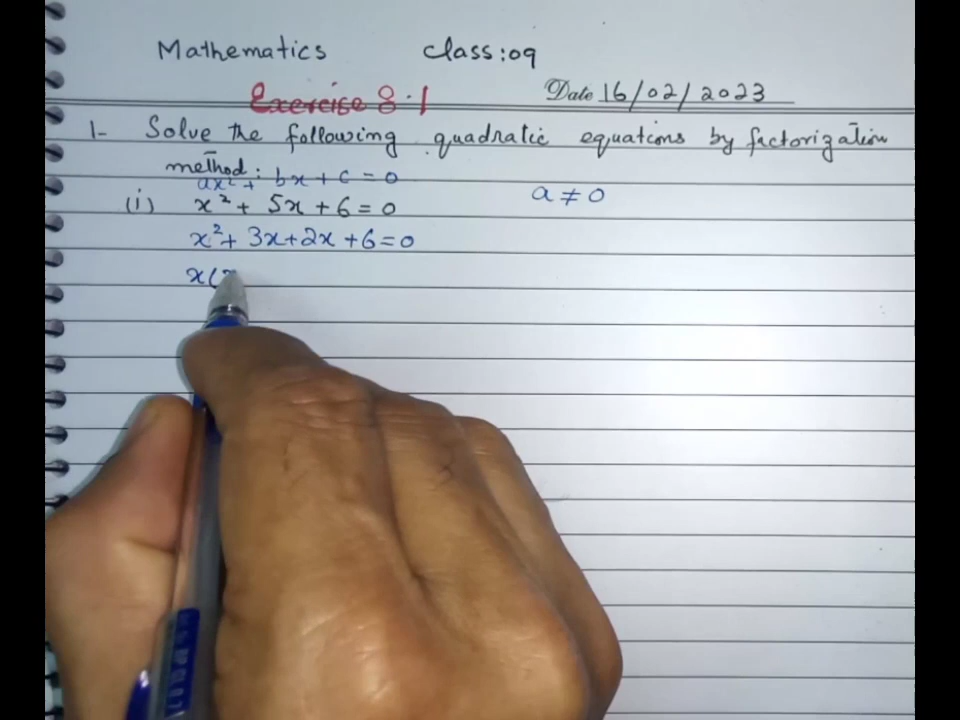 Mathematics Class: 09
Exercise 8.1 Date 16/02/2023
1- Solve the following quadratic equations by factorization
method:
ax² + bx + c = 0 a ≠ 0
(i) x² + 5x + 6 = 0
x² + 3x + 2x + 6 = 0
x(